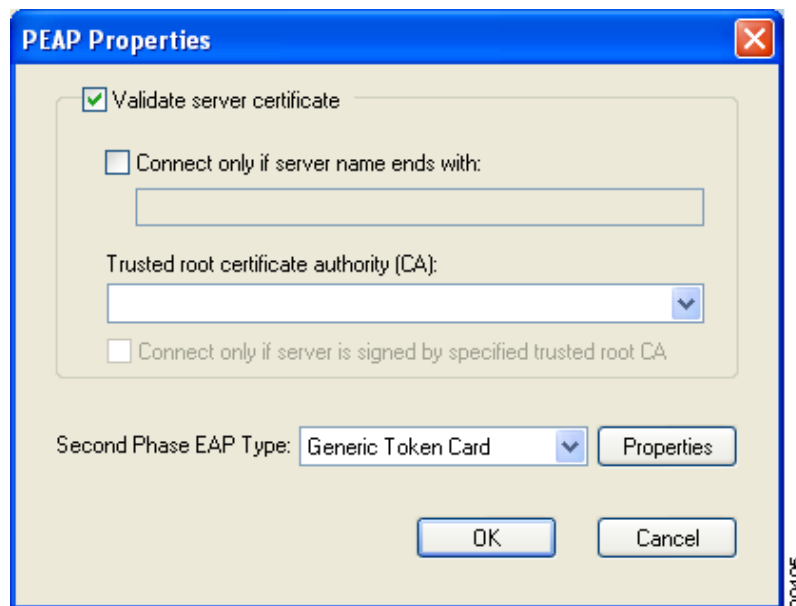 PEAP Properties
Validate server certificate
Connect only if server name ends with:
Trusted root certificate authority (CA):
Connect only if server is signed by specified trusted root CA
Second Phase EAP Type: Generic Token Card Properties
OK Cancel